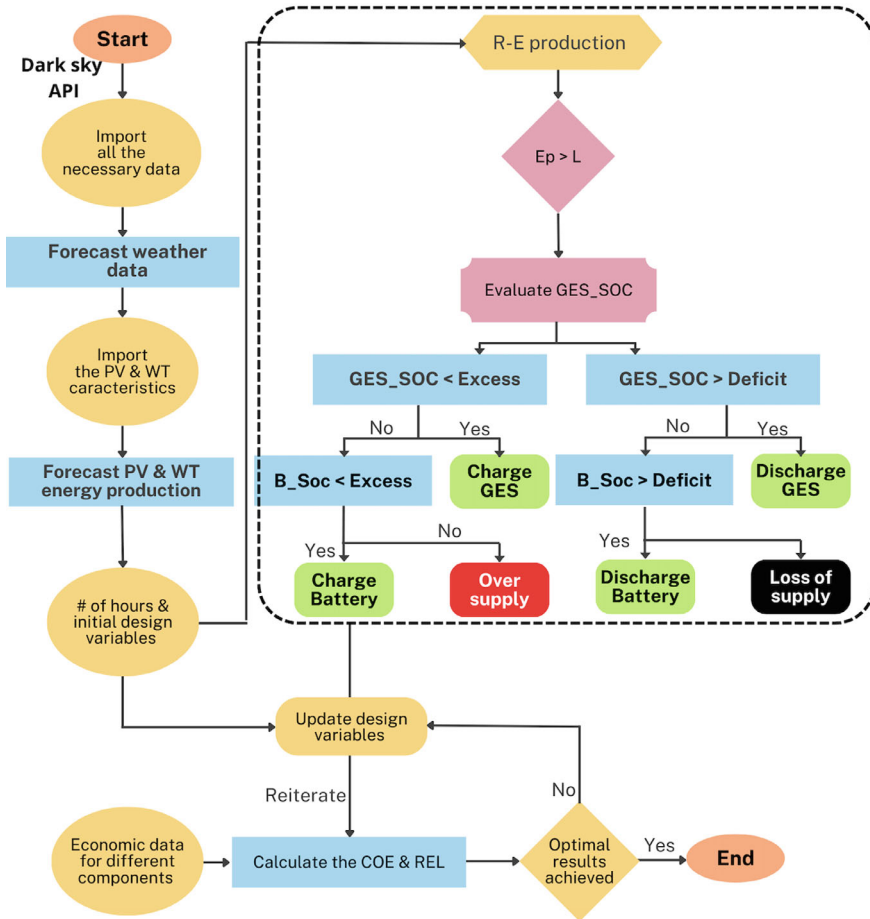 Start
Dark sky
API
Import
all the
necessary data
Forecast weather
data
Import
the PV & WT
caracteristics
Forecast PV & WT
energy production
# of hours &
initial design
variables
R-E production
Ep > L
Evaluate GES_SOC
GES_SOC < Excess
GES_SOC > Deficit
No
Yes
No
Yes
B_Soc < Excess
Charge
GES
B_Soc > Deficit
Discharge
GES
Yes
No
Yes
Charge
Battery
Over
supply
Discharge
Battery
Loss of
supply
Update design
variables
Reiterate
No
Economic data
for different
components
Calculate the COE & REL
Optimal
results
achieved
Yes
End